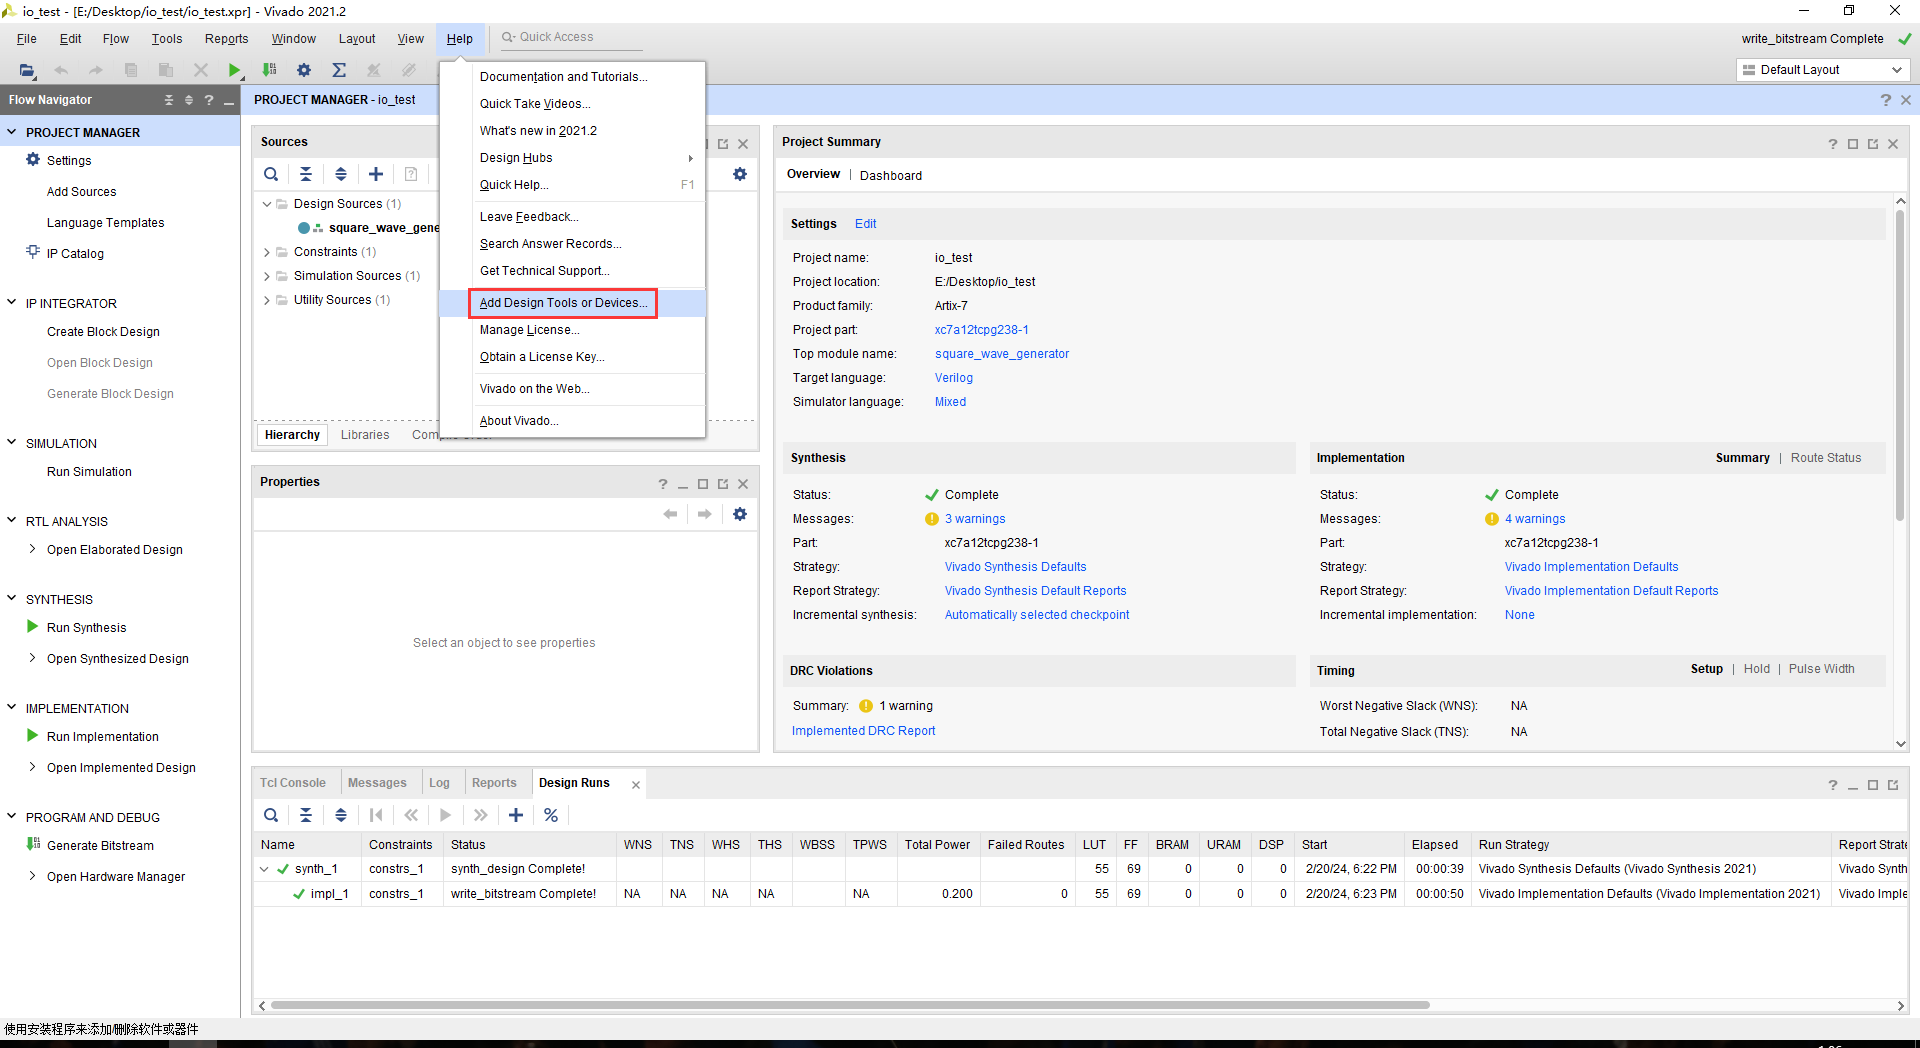 io_test - [E:/Desktop/io_test/io_test.xpr] - Vivado 2021.2
File Edit Flow Tools Reports Window Layout View Help Quick Access
write_bitstream Complete
Default Layout
Flow Navigator
PROJECT MANAGER
Settings
Add Sources
Language Templates
IP Catalog
IP INTEGRATOR
Create Block Design
Open Block Design
Generate Block Design
SIMULATION
Run Simulation
RTL ANALYSIS
Open Elaborated Design
SYNTHESIS
Run Synthesis
Open Synthesized Design
IMPLEMENTATION
Run Implementation
Open Implemented Design
PROGRAM AND DEBUG
Generate Bitstream
Open Hardware Manager
PROJECT MANAGER - io_test
Sources
Design Sources (1)
square_wave_gene
Constraints (1)
Simulation Sources (1)
Utility Sources (1)
Hierarchy Libraries
Documentation and Tutorials...
Quick Take Videos...
What's new in 2021.2
Design Hubs
Quick Help... F1
Leave Feedback...
Search Answer Records...
Get Technical Support...
Add Design Tools or Devices...
Manage License...
Obtain a License Key...
Vivado on the Web...
About Vivado...
Properties
Select an object to see properties
Project Summary
Overview | Dashboard
Settings Edit
Project name: io_test
Project location: E:/Desktop/io_test
Product family: Artix-7
Project part: xc7a12tcpg238-1
Top module name: square_wave_generator
Target language: Verilog
Simulator language: Mixed
Synthesis
Status: Complete
Messages: 3 warnings
Part: xc7a12tcpg238-1
Strategy: Vivado Synthesis Defaults
Report Strategy: Vivado Synthesis Default Reports
Incremental synthesis: Automatically selected checkpoint
Implementation Summary | Route Status
Status: Complete
Messages: 4 warnings
Part: xc7a12tcpg238-1
Strategy: Vivado Implementation Defaults
Report Strategy: Vivado Implementation Default Reports
Incremental implementation: None
DRC Violations
Summary: 1 warning
Implemented DRC Report
Timing Setup | Hold | Pulse Width
Worst Negative Slack (WNS): NA
Total Negative Slack (TNS): NA
Tcl Console Messages Log Reports Design Runs
Name Constraints Status WNS TNS WHS THS WBSS TPWS Total Power Failed Routes LUT FF BRAM URAM DSP Start Elapsed Run Strategy Report Strate
synth_1 constrs_1 synth_design Complete! 55 69 0 0 0 2/20/24, 6:22 PM 00:00:39 Vivado Synthesis Defaults (Vivado Synthesis 2021) Vivado Synth
impl_1 constrs_1 write_bitstream Complete! NA NA NA NA NA 0.200 0 55 69 0 0 0 2/20/24, 6:23 PM 00:00:50 Vivado Implementation Defaults (Vivado Implementation 2021) Vivado Imple
使用安装程序来添加/删除软件或器件